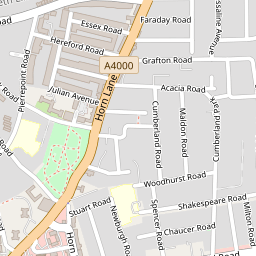 Essex Road
Faraday Road
Hereford Road
Grafton Road
A4000
Pierrepoint Road
Julian Avenue
Horn Lane
Acacia Road
Cumberland Road
Maldon Road
Cumberland Park
Woodhurst Road
Stuart Road
Newburgh Road
Spencer Road
Shakespeare Road
Milton Road
Chaucer Road
Horn